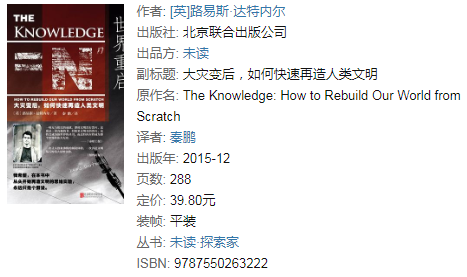 THE
KNOWLEDGE
世界重启
HOW TO REBUILD OUR WORLD FROM SCRATCH
大灾变后，如何快速再造人类文明
作者: [英]路易斯·达特内尔
出版社: 北京联合出版公司
出品方: 未读
副标题: 大灾变后，如何快速再造人类文明
原作名: The Knowledge: How to Rebuild Our World from
Scratch
译者: 秦鹏
出版年: 2015-12
页数: 288
定价: 39.80元
装帧: 平装
丛书: 未读·探索家
ISBN: 9787550263222